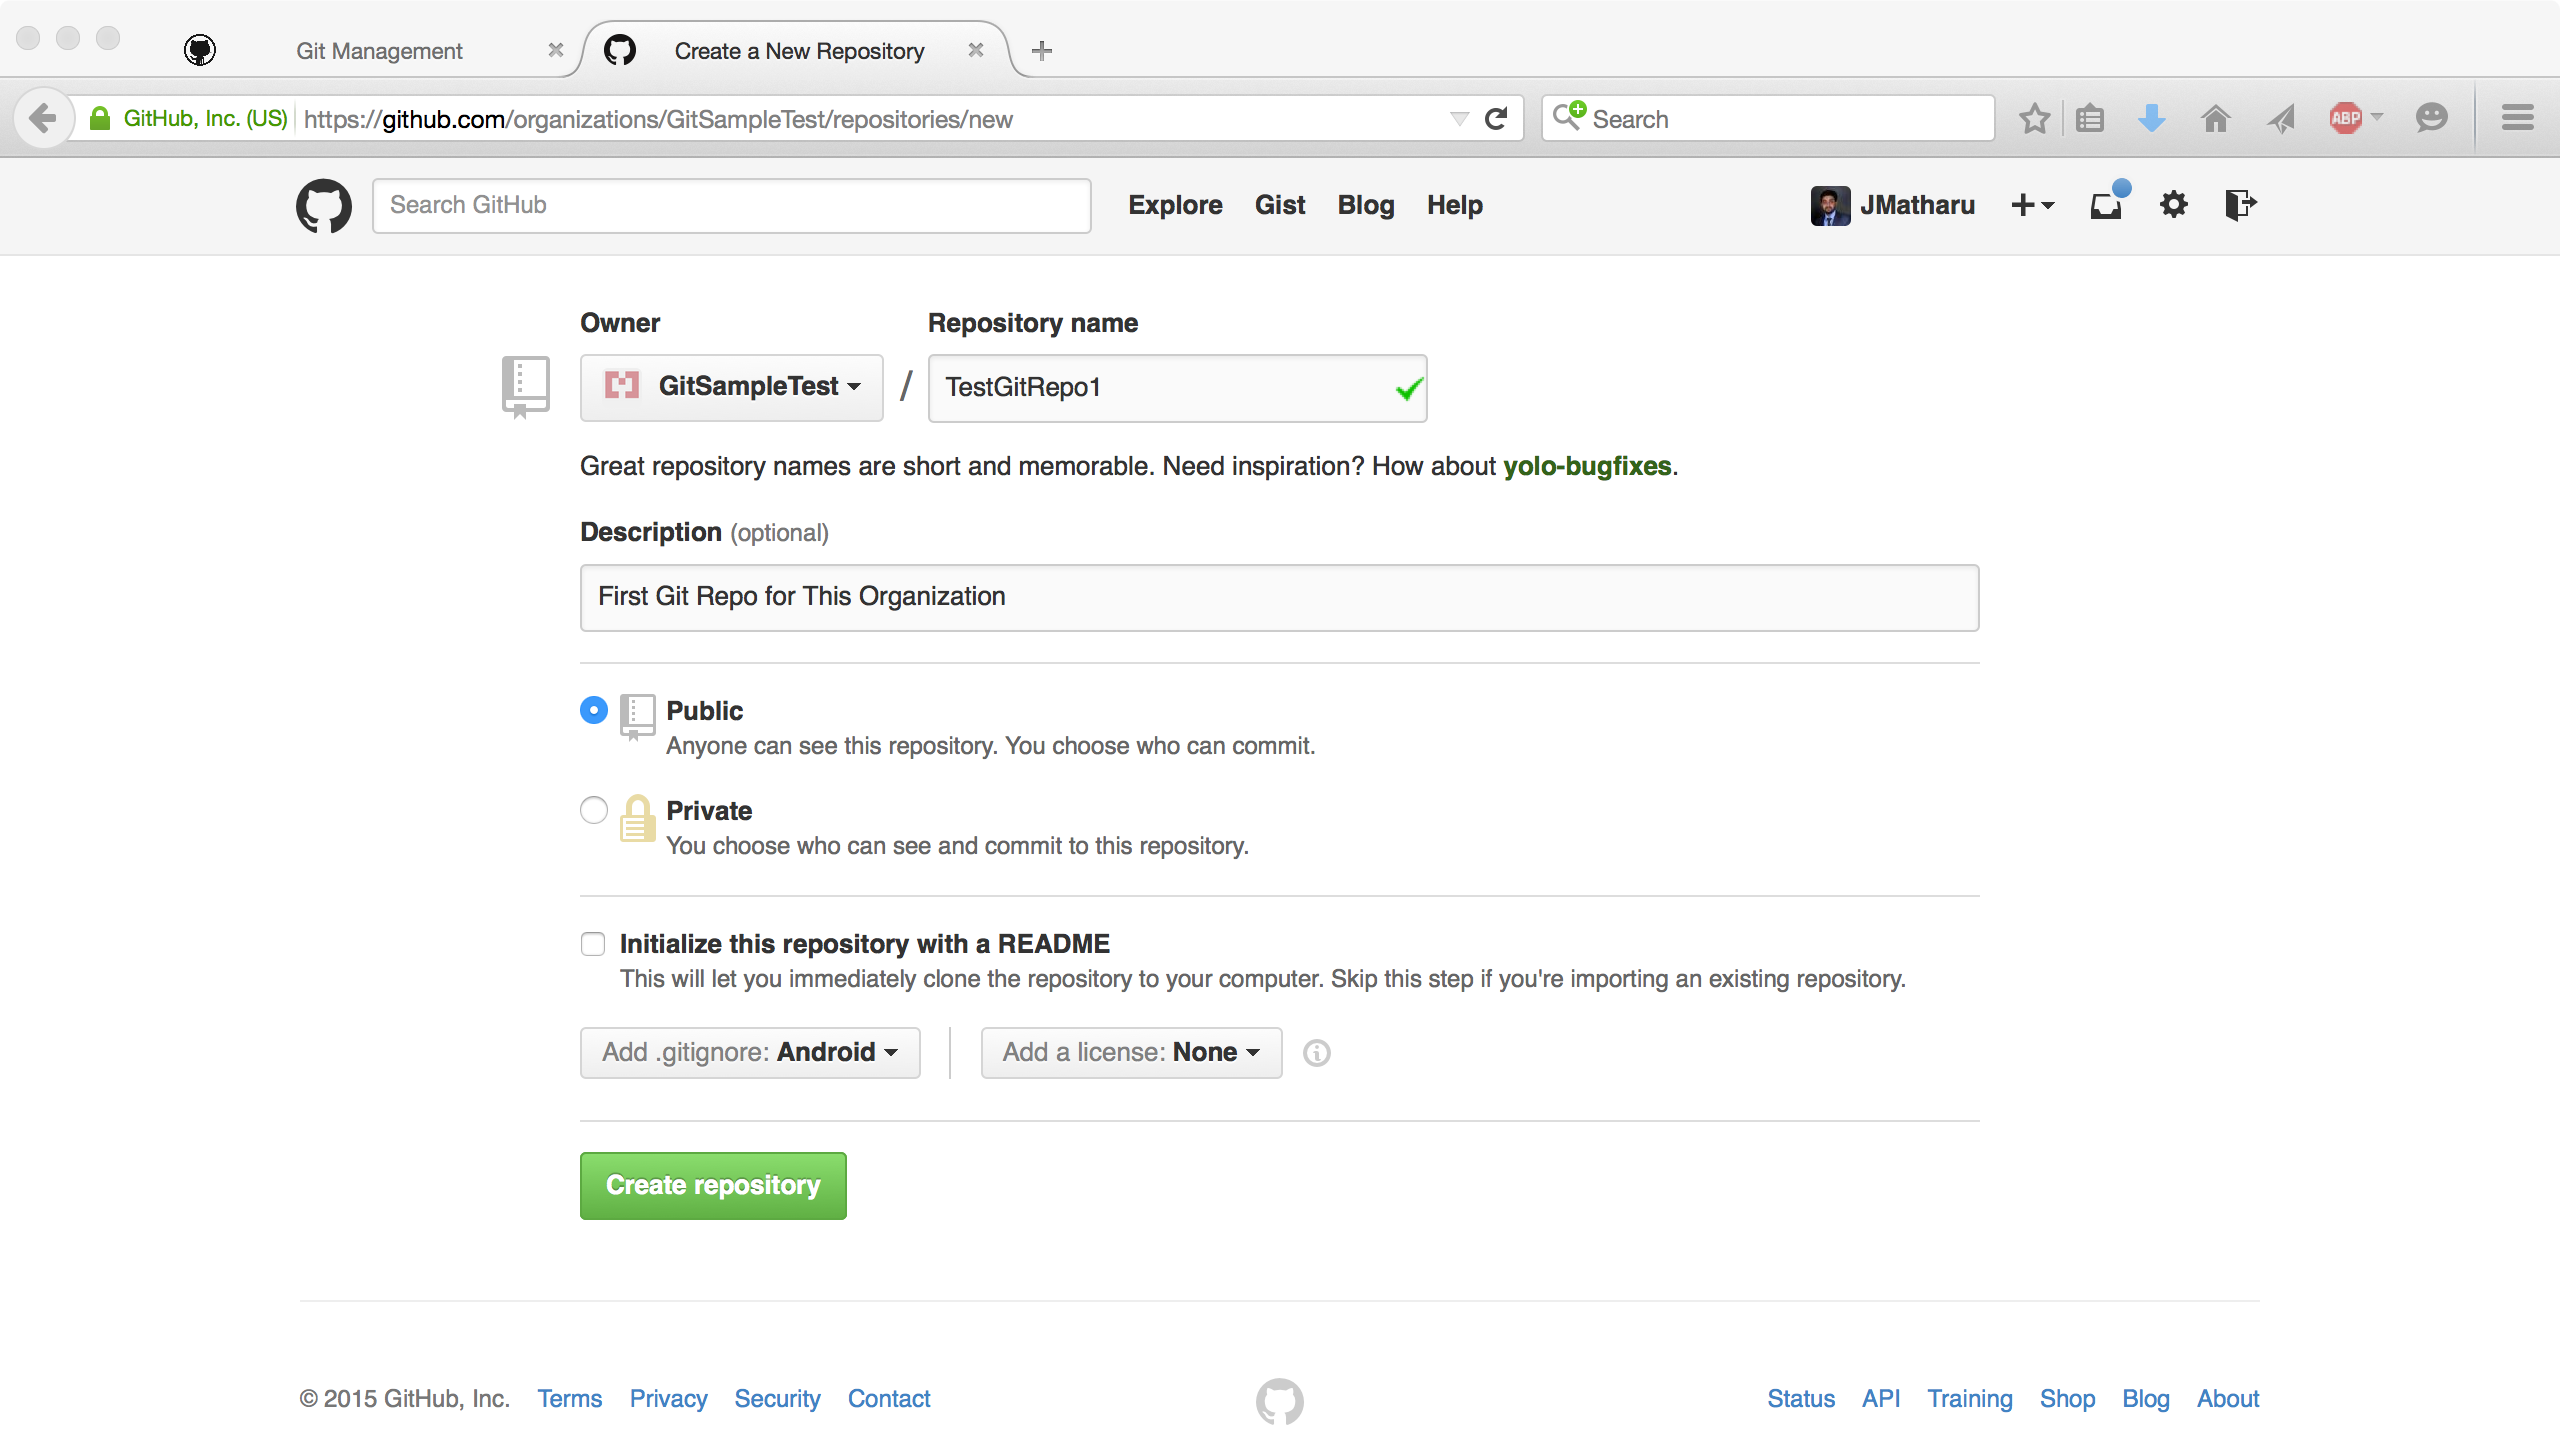 Git Management
Create a New Repository
GitHub, Inc. (US)
https://github.com/organizations/GitSampleTest/repositories/new
Search
ABP
Search GitHub
Explore
Gist
Blog
Help
JMatharu
Owner
Repository name
GitSampleTest
/
TestGitRepo1
Great repository names are short and memorable. Need inspiration? How about yolo-bugfixes.
Description (optional)
First Git Repo for This Organization
Public
Anyone can see this repository. You choose who can commit.
Private
You choose who can see and commit to this repository.
Initialize this repository with a README
This will let you immediately clone the repository to your computer. Skip this step if you're importing an existing repository.
Add .gitignore: Android
Add a license: None
Create repository
© 2015 GitHub, Inc.
Terms
Privacy
Security
Contact
Status
API
Training
Shop
Blog
About